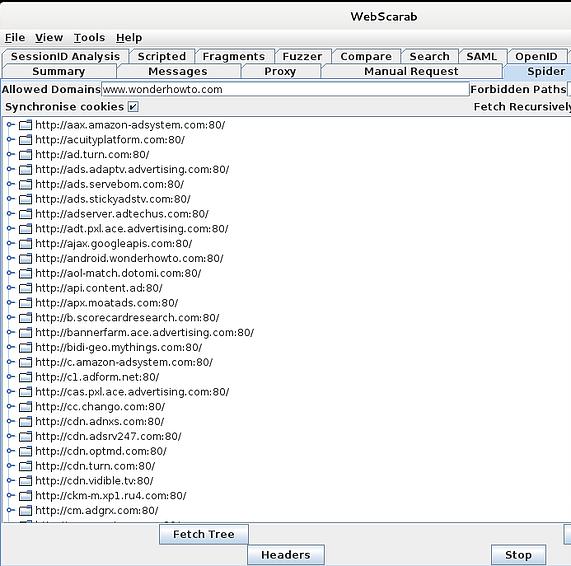 WebScarab
File View Tools Help
SessionID Analysis Scripted Fragments Fuzzer Compare Search SAML OpenID
Summary Messages Proxy Manual Request Spider
Allowed Domains www.wonderhowto.com Forbidden Paths
Synchronise cookies Fetch Recursively
http://aax.amazon-adsystem.com:80/
http://acuityplatform.com:80/
http://ad.turn.com:80/
http://ads.adaptv.advertising.com:80/
http://ads.servebom.com:80/
http://ads.stickyadstv.com:80/
http://adserver.adtechus.com:80/
http://adt.pxl.ace.advertising.com:80/
http://ajax.googleapis.com:80/
http://android.wonderhowto.com:80/
http://aol-match.dotomi.com:80/
http://api.content.ad:80/
http://apx.moatads.com:80/
http://b.scorecardresearch.com:80/
http://bannerfarm.ace.advertising.com:80/
http://bidi-geo.mythings.com:80/
http://c.amazon-adsystem.com:80/
http://c1.adform.net:80/
http://cas.pxl.ace.advertising.com:80/
http://cc.chango.com:80/
http://cdn.adnxs.com:80/
http://cdn.adsrv247.com:80/
http://cdn.optmd.com:80/
http://cdn.turn.com:80/
http://cdn.vidible.tv:80/
http://ckm-m.xp1.ru4.com:80/
http://cm.adgrx.com:80/
Fetch Tree
Headers Stop